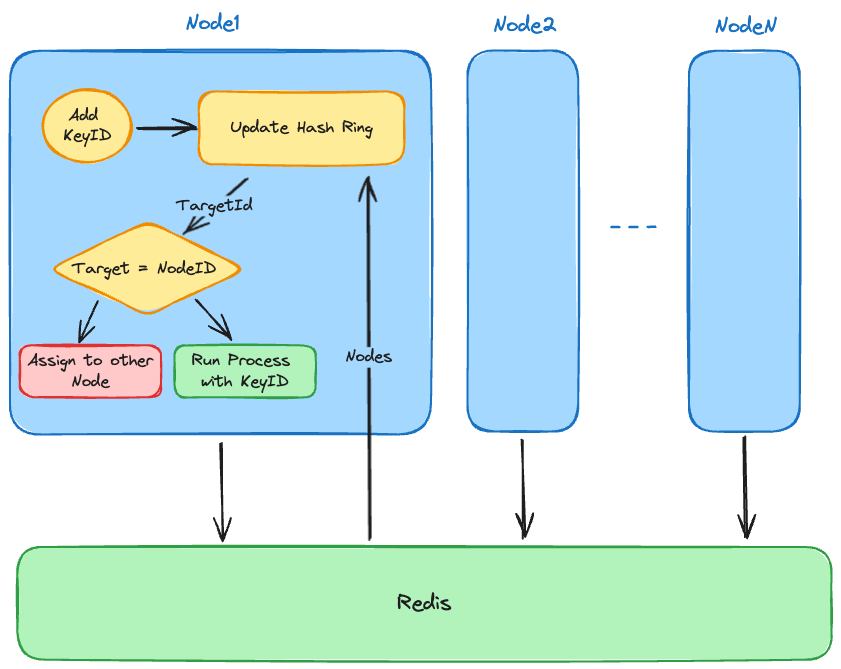 Node1
Node2
NodeN
Add
KeyID
Update Hash Ring
TargetId
Target = NodeID
Assign to other
Node
Run Process
with KeyID
Nodes
Redis